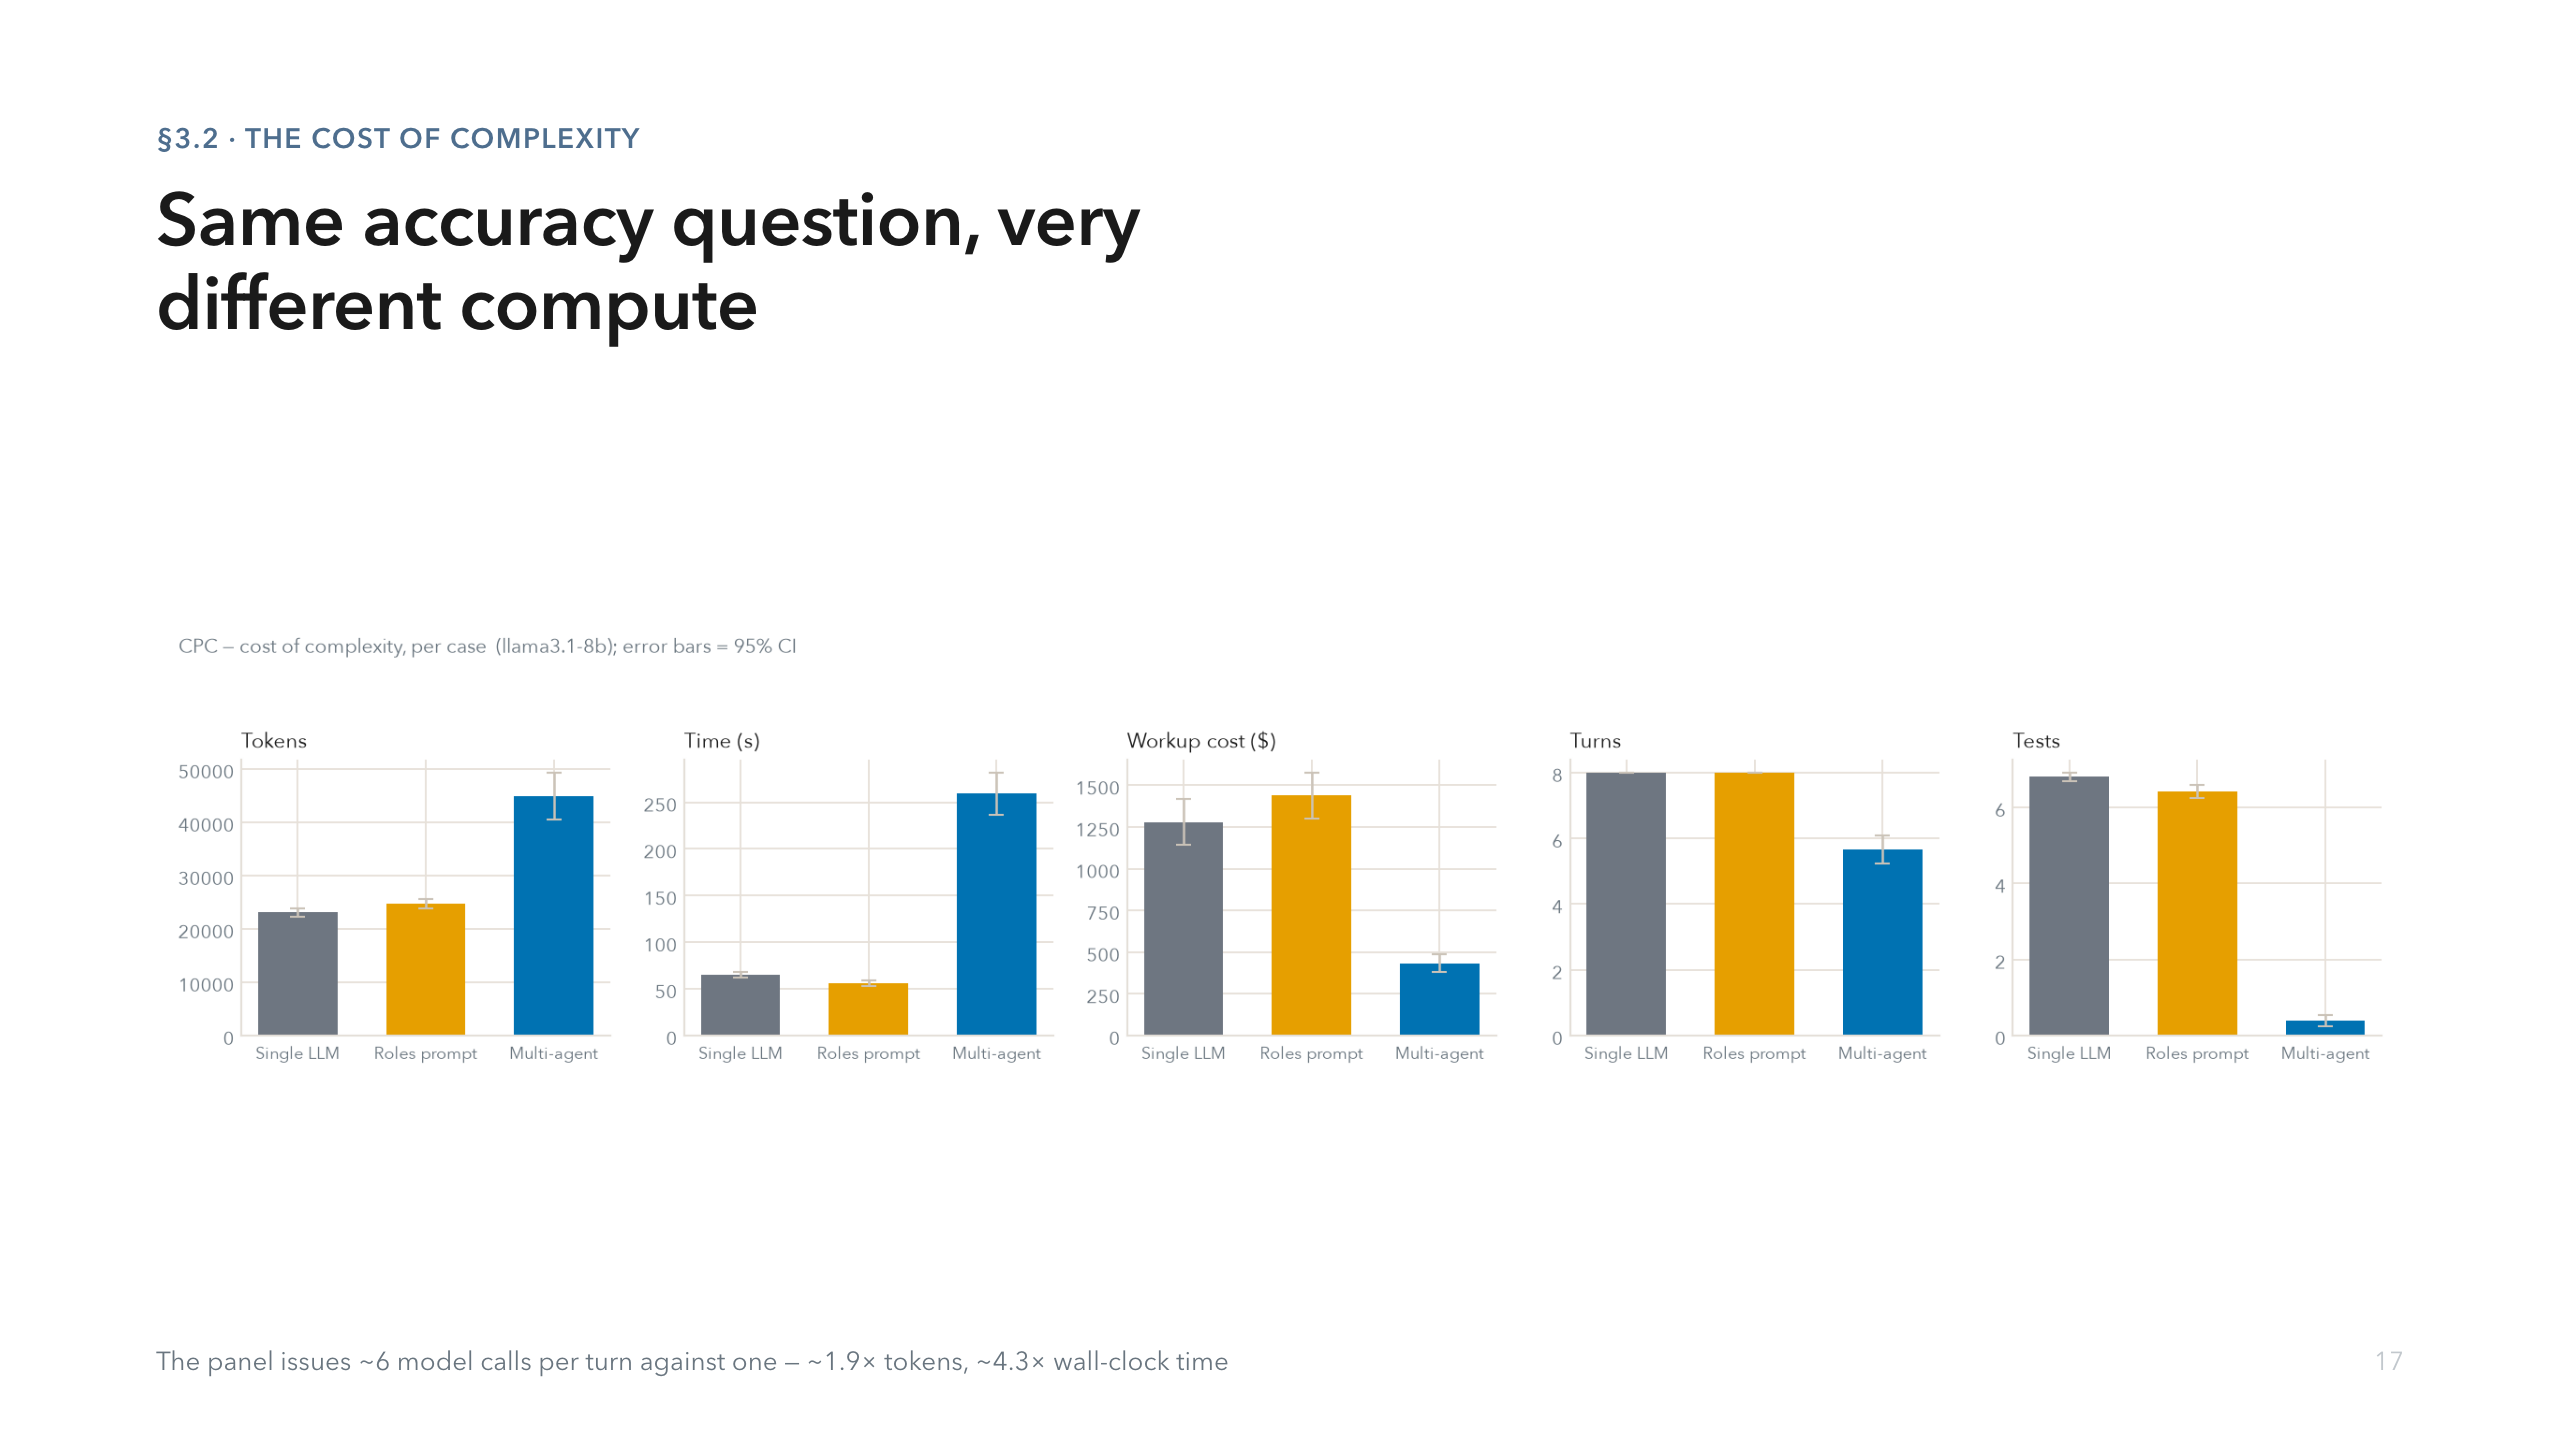 §3.2 · THE COST OF COMPLEXITY
Same accuracy question, very
different compute
CPC – cost of complexity, per case (llama3.1-8b); error bars = 95% CI
Tokens
50000
40000
30000
20000
10000
0
Single LLM Roles prompt Multi-agent
Time (s)
250
200
150
100
50
0
Single LLM Roles prompt Multi-agent
Workup cost ($)
1500
1250
1000
750
500
250
0
Single LLM Roles prompt Multi-agent
Turns
8
6
4
2
0
Single LLM Roles prompt Multi-agent
Tests
6
4
2
0
Single LLM Roles prompt Multi-agent
The panel issues ~6 model calls per turn against one – ~1.9× tokens, ~4.3× wall-clock time
17